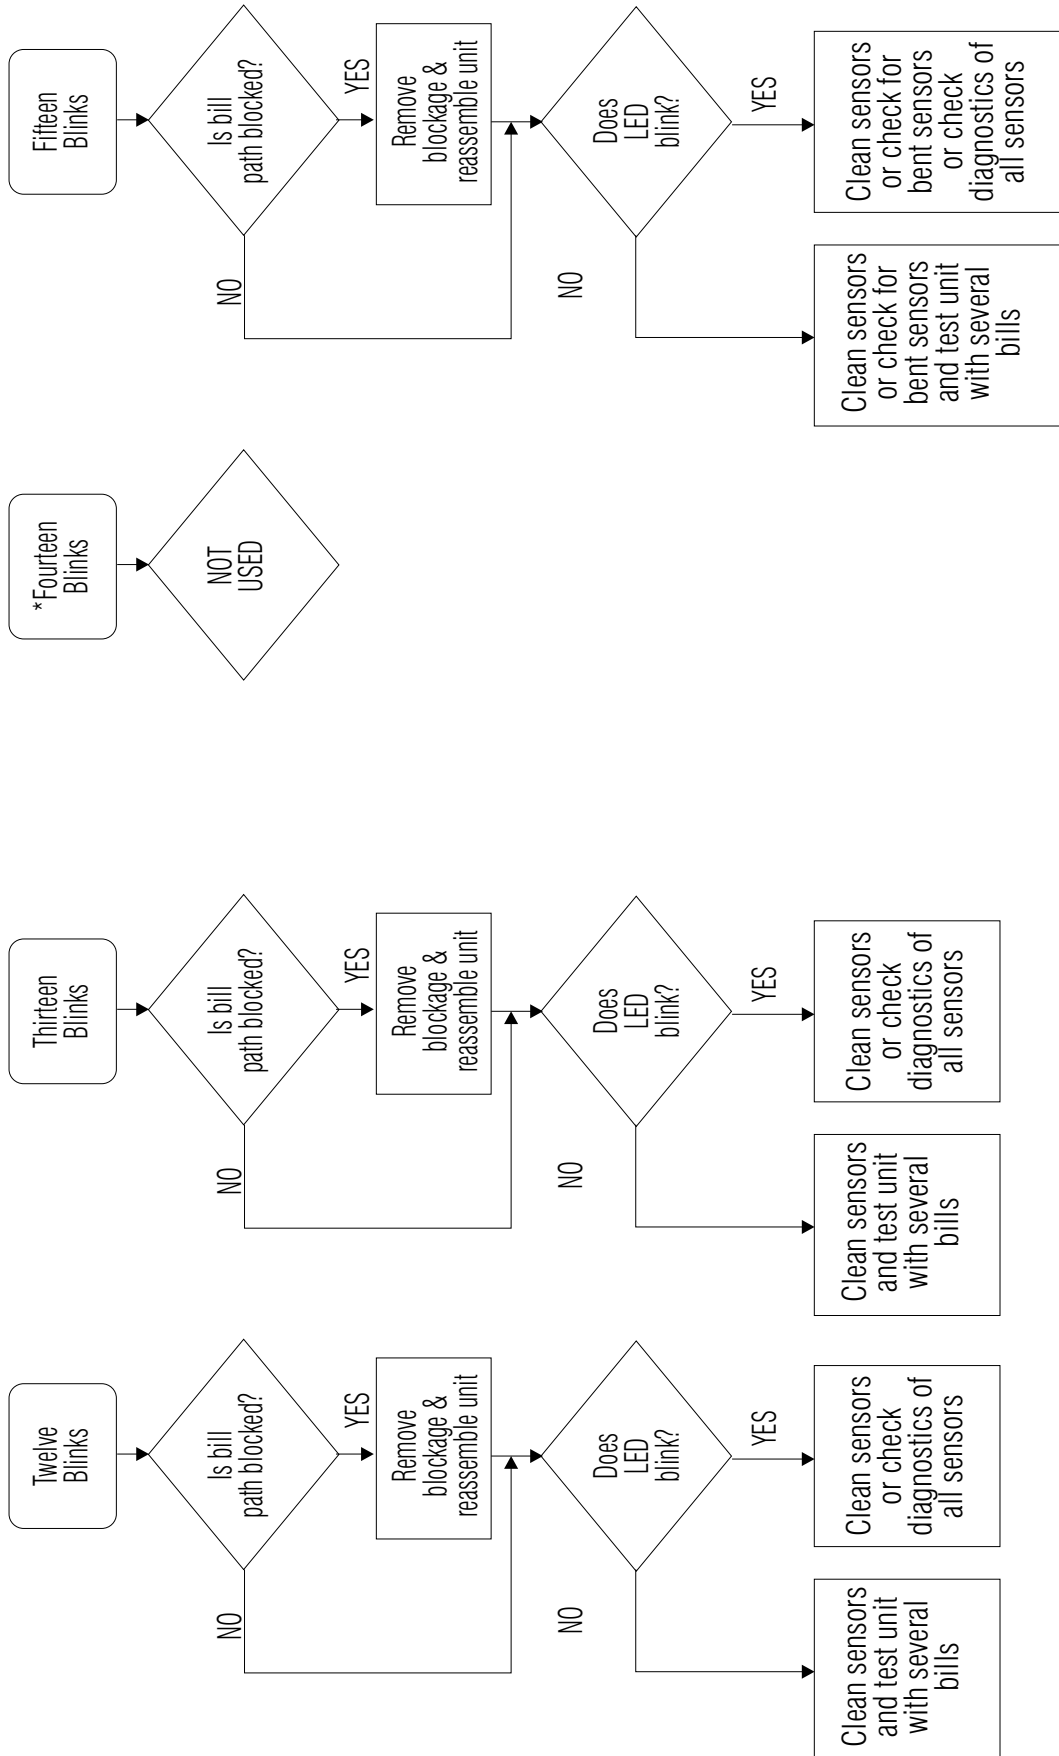 Twelve
Blinks
Is bill
path blocked?
YES
NO
Remove
blockage &
reassemble unit
Does
LED
blink?
NO
YES
Clean sensors
and test unit
with several
bills
Clean sensors
or check
diagnostics of
all sensors
Thirteen
Blinks
Is bill
path blocked?
YES
NO
Remove
blockage &
reassemble unit
Does
LED
blink?
NO
YES
Clean sensors
and test unit
with several
bills
Clean sensors
or check
diagnostics of
all sensors
*Fourteen
Blinks
NOT
USED
Fifteen
Blinks
Is bill
path blocked?
YES
NO
Remove
blockage &
reassemble unit
Does
LED
blink?
NO
YES
Clean sensors
or check for
bent sensors
and test unit
with several
bills
Clean sensors
or check for
bent sensors
or check
diagnostics of
all sensors